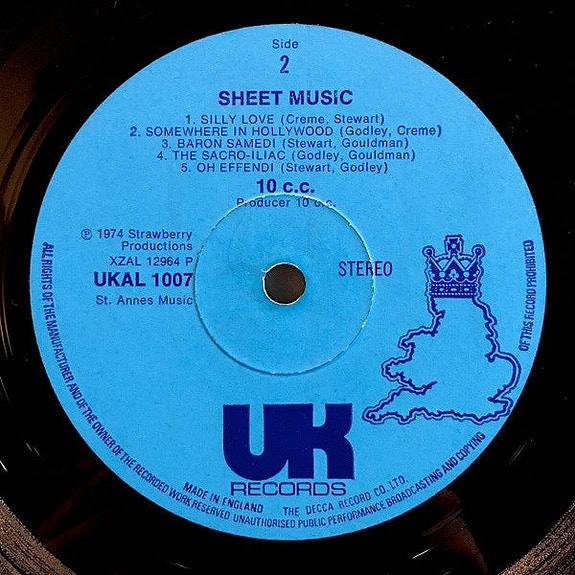 Side
2
SHEET MUSIC
1. SILLY LOVE (Creme, Stewart)
2. SOMEWHERE IN HOLLYWOOD (Godley, Creme)
3. BARON SAMEDI (Stewart, Gouldman)
4. THE SACRO-ILIAC (Godley, Gouldman)
5. OH EFFENDI (Stewart, Godley)
10 c.c.
Producer 10 c.c.
℗ 1974 Strawberry
Productions
XZAL 12964 P
UKAL 1007
St. Annes Music
STEREO
UK
RECORDS
MADE IN ENGLAND THE DECCA RECORD CO. LTD.
ALL RIGHTS OF THE MANUFACTURER AND OF THE OWNER OF THE RECORDED WORK RESERVED UNAUTHORISED PUBLIC PERFORMANCE BROADCASTING AND COPYING OF THIS RECORD PROHIBITED